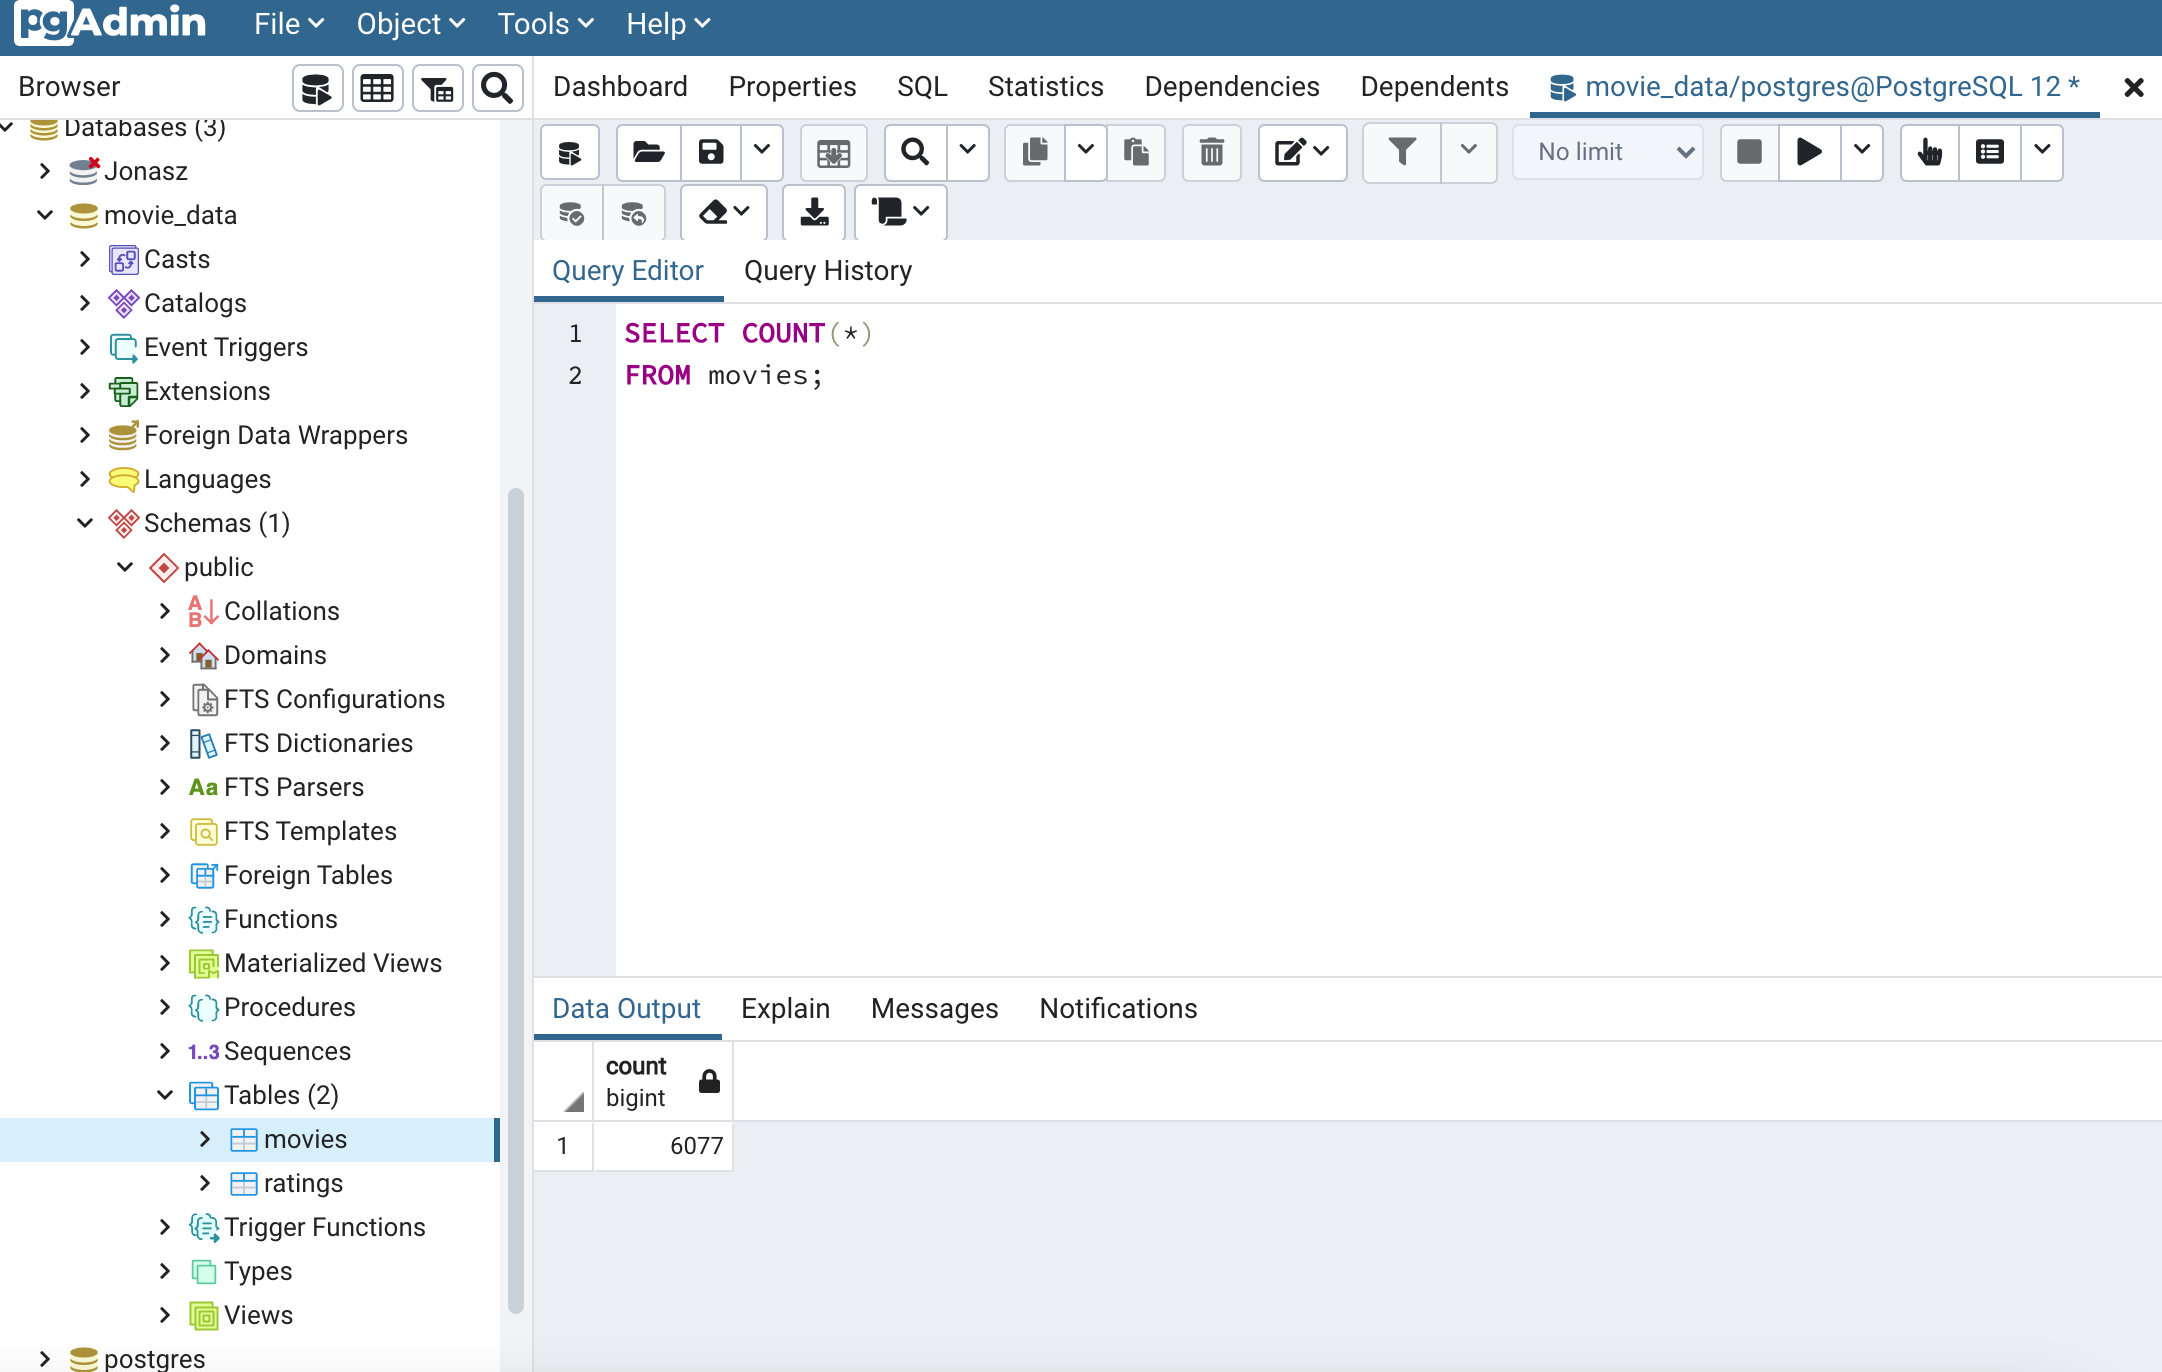 pgAdmin File Object Tools Help
Browser
Dashboard Properties SQL Statistics Dependencies Dependents movie_data/postgres@PostgreSQL 12 *
Databases (3)
Jonasz
movie_data
Casts
Catalogs
Event Triggers
Extensions
Foreign Data Wrappers
Languages
Schemas (1)
public
Collations
Domains
FTS Configurations
FTS Dictionaries
Aa FTS Parsers
FTS Templates
Foreign Tables
Functions
Materialized Views
Procedures
1..3 Sequences
Tables (2)
movies
ratings
Trigger Functions
Types
Views
postgres
No limit
Query Editor Query History
1 SELECT COUNT(*)
2 FROM movies;
Data Output Explain Messages Notifications
count
bigint
1 6077